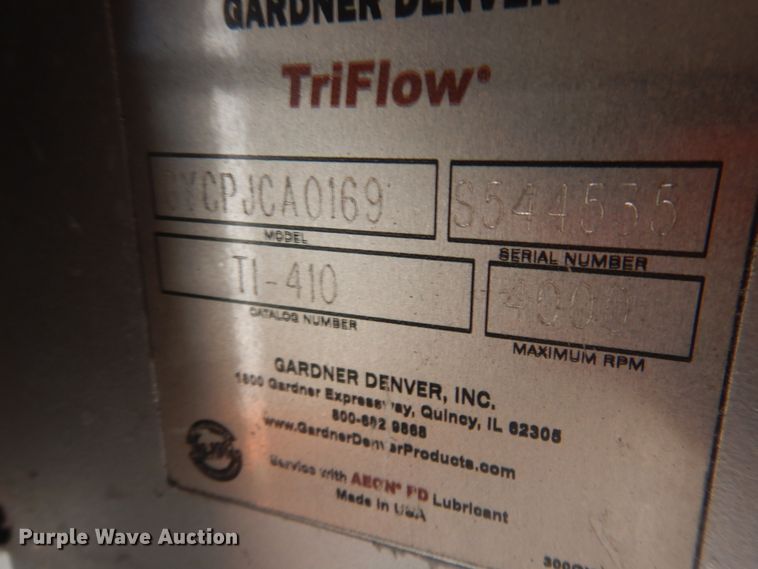 GARDNER DENVER
TriFlow®
YCPJCA0169
MODEL
S544535
SERIAL NUMBER
TI-410
CATALOG NUMBER
4000
MAXIMUM RPM
GARDNER DENVER, INC.
1800 Gardner Expressway, Quincy, IL 62305
800-682 9868
www.GardnerDenverProducts.com
Service with AEON® PD Lubricant
Made in USA
Purple Wave Auction